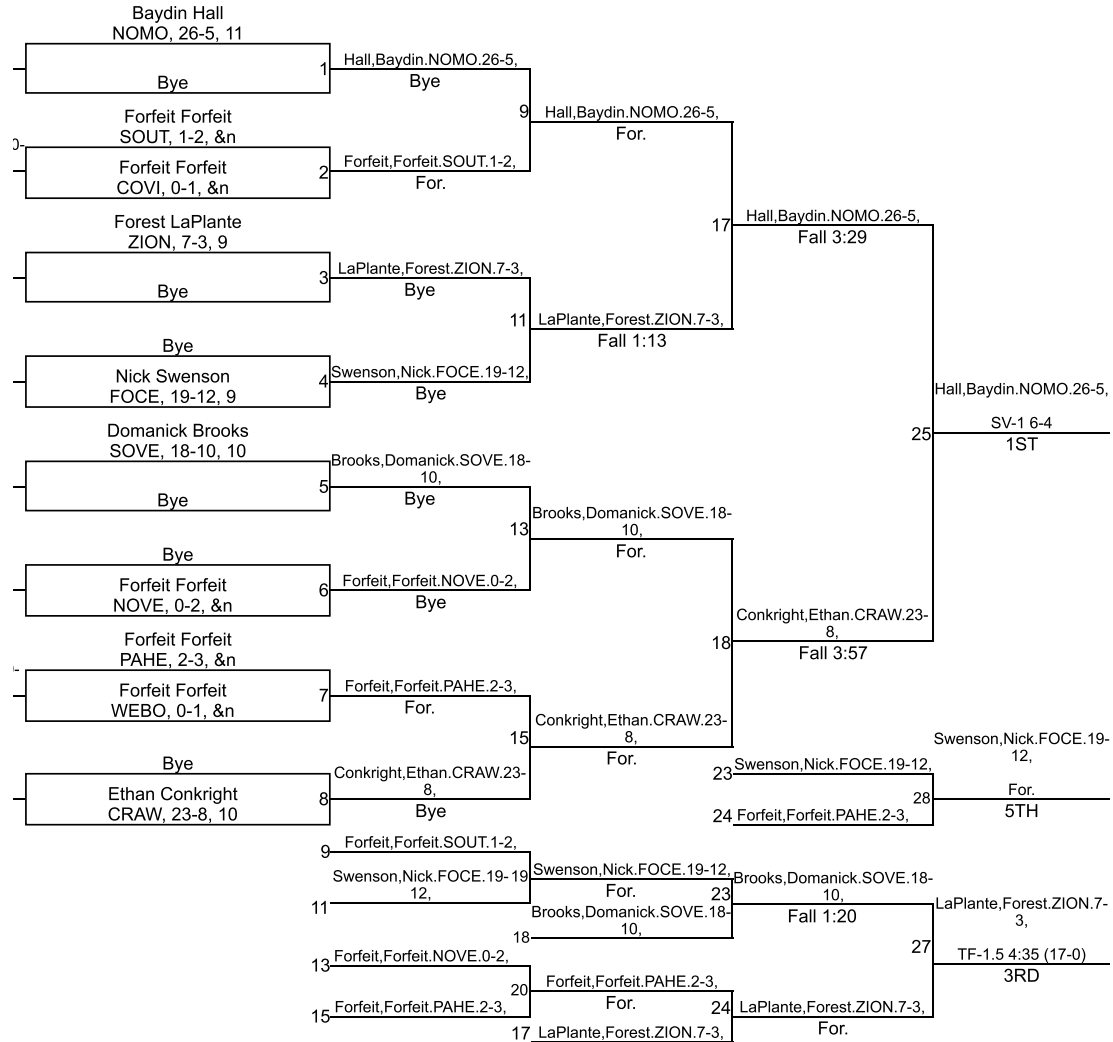 Baydin Hall
NOMO, 26-5, 11
Bye
1
Hall,Baydin.NOMO.26-5,
Bye
Forfeit Forfeit
SOUT, 1-2, &n
0-
Forfeit Forfeit
COVI, 0-1, &n
2
Forfeit,Forfeit.SOUT.1-2,
For.
9
Hall,Baydin.NOMO.26-5,
For.
Forest LaPlante
ZION, 7-3, 9
Bye
3
LaPlante,Forest.ZION.7-3,
Bye
Bye
Nick Swenson
FOCE, 19-12, 9
4
Swenson,Nick.FOCE.19-12,
Bye
11
LaPlante,Forest.ZION.7-3,
Fall 1:13
17
Hall,Baydin.NOMO.26-5,
Fall 3:29
Domanick Brooks
SOVE, 18-10, 10
Bye
5
Brooks,Domanick.SOVE.18-
10,
Bye
Bye
Forfeit Forfeit
NOVE, 0-2, &n
6
Forfeit,Forfeit.NOVE.0-2,
Bye
13
Brooks,Domanick.SOVE.18-
10,
For.
Forfeit Forfeit
PAHE, 2-3, &n
Forfeit Forfeit
WEBO, 0-1, &n
7
Forfeit,Forfeit.PAHE.2-3,
For.
Bye
Ethan Conkright
CRAW, 23-8, 10
8
Conkright,Ethan.CRAW.23-
8,
Bye
15
Conkright,Ethan.CRAW.23-
8,
For.
18
Conkright,Ethan.CRAW.23-
8,
Fall 3:57
25
Hall,Baydin.NOMO.26-5,
SV-1 6-4
1ST
23
Swenson,Nick.FOCE.19-12,
24
Forfeit,Forfeit.PAHE.2-3,
28
Swenson,Nick.FOCE.19-
12,
For.
5TH
9
Forfeit,Forfeit.SOUT.1-2,
11
Swenson,Nick.FOCE.19-
12,
19
Swenson,Nick.FOCE.19-12,
For.
18
Brooks,Domanick.SOVE.18-
10,
23
Brooks,Domanick.SOVE.18-
10,
Fall 1:20
13
Forfeit,Forfeit.NOVE.0-2,
15
Forfeit,Forfeit.PAHE.2-3,
20
Forfeit,Forfeit.PAHE.2-3,
For.
17
LaPlante,Forest.ZION.7-3,
24
LaPlante,Forest.ZION.7-3,
For.
27
LaPlante,Forest.ZION.7-
3,
TF-1.5 4:35 (17-0)
3RD